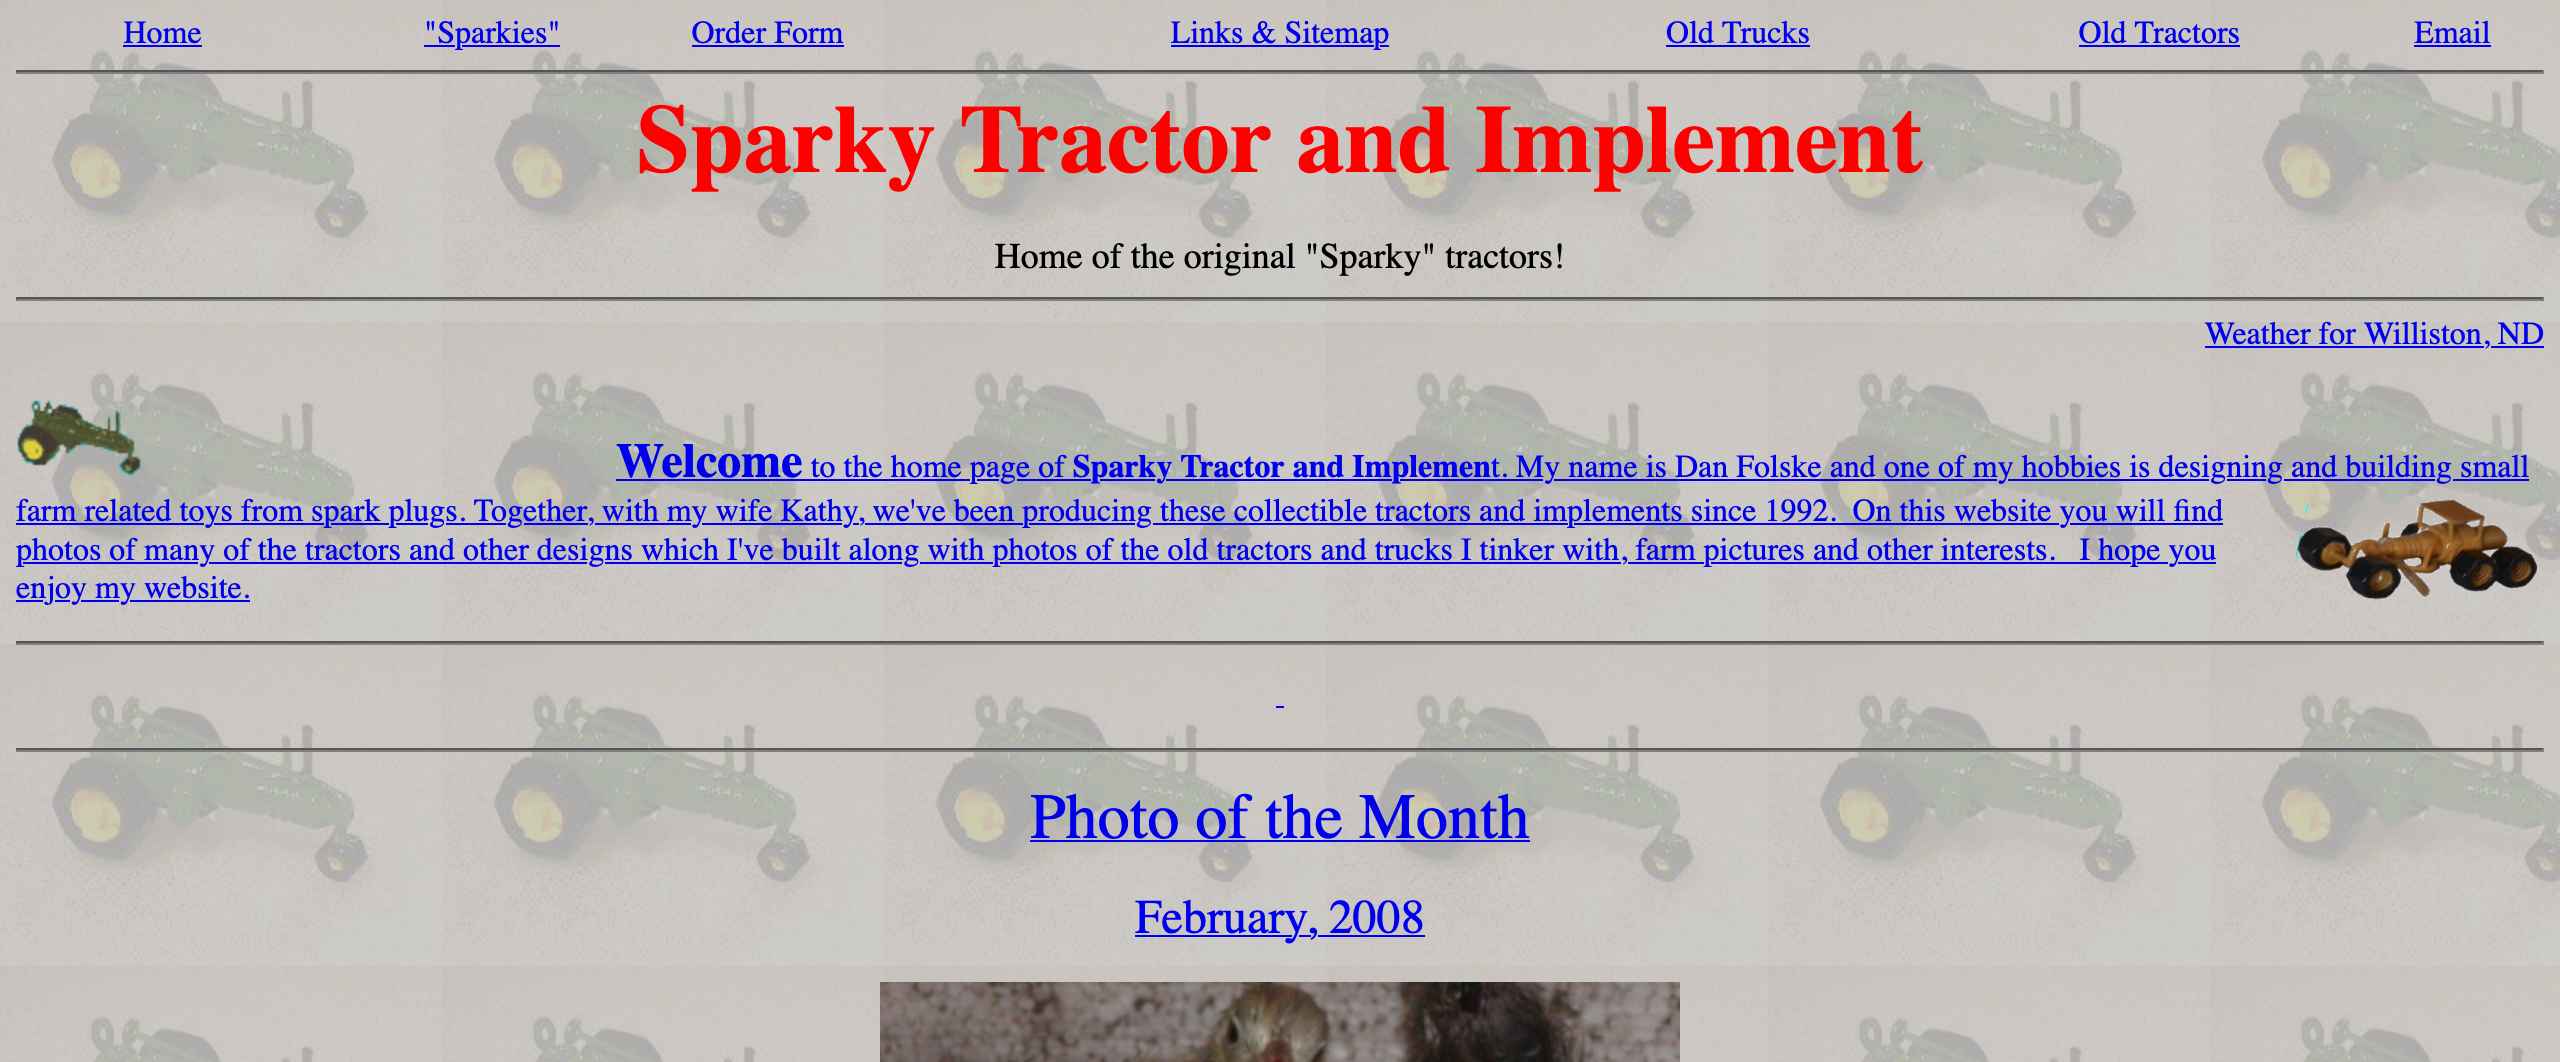 Home "Sparkies" Order Form Links & Sitemap Old Trucks Old Tractors Email
Sparky Tractor and Implement
Home of the original "Sparky" tractors!
Weather for Williston, ND
Welcome to the home page of Sparky Tractor and Implement. My name is Dan Folske and one of my hobbies is designing and building small
farm related toys from spark plugs. Together, with my wife Kathy, we've been producing these collectible tractors and implements since 1992.  On this website you will find
photos of many of the tractors and other designs which I've built along with photos of the old tractors and trucks I tinker with, farm pictures and other interests.   I hope you
enjoy my website.
Photo of the Month
February, 2008